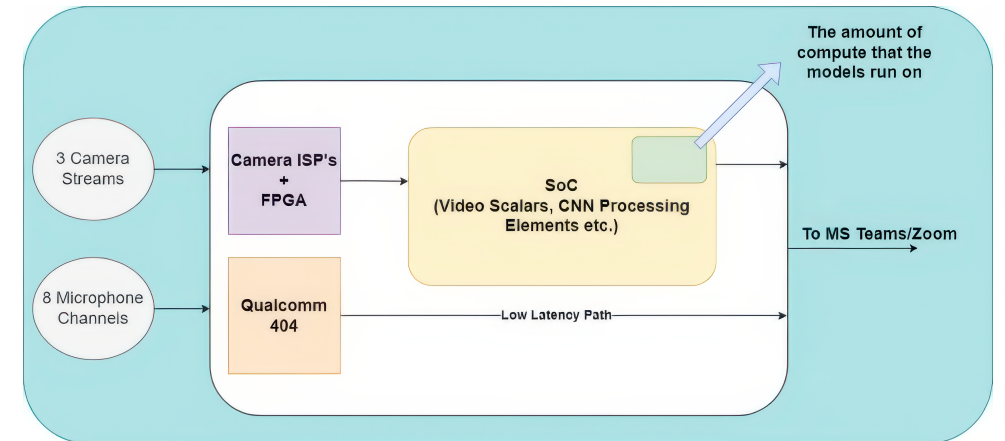 The amount of
compute that the
models run on
3 Camera
Streams
Camera ISP's
+
FPGA
SoC
(Video Scalars, CNN Processing
Elements etc.)
To MS Teams/Zoom
8 Microphone
Channels
Qualcomm
404
Low Latency Path